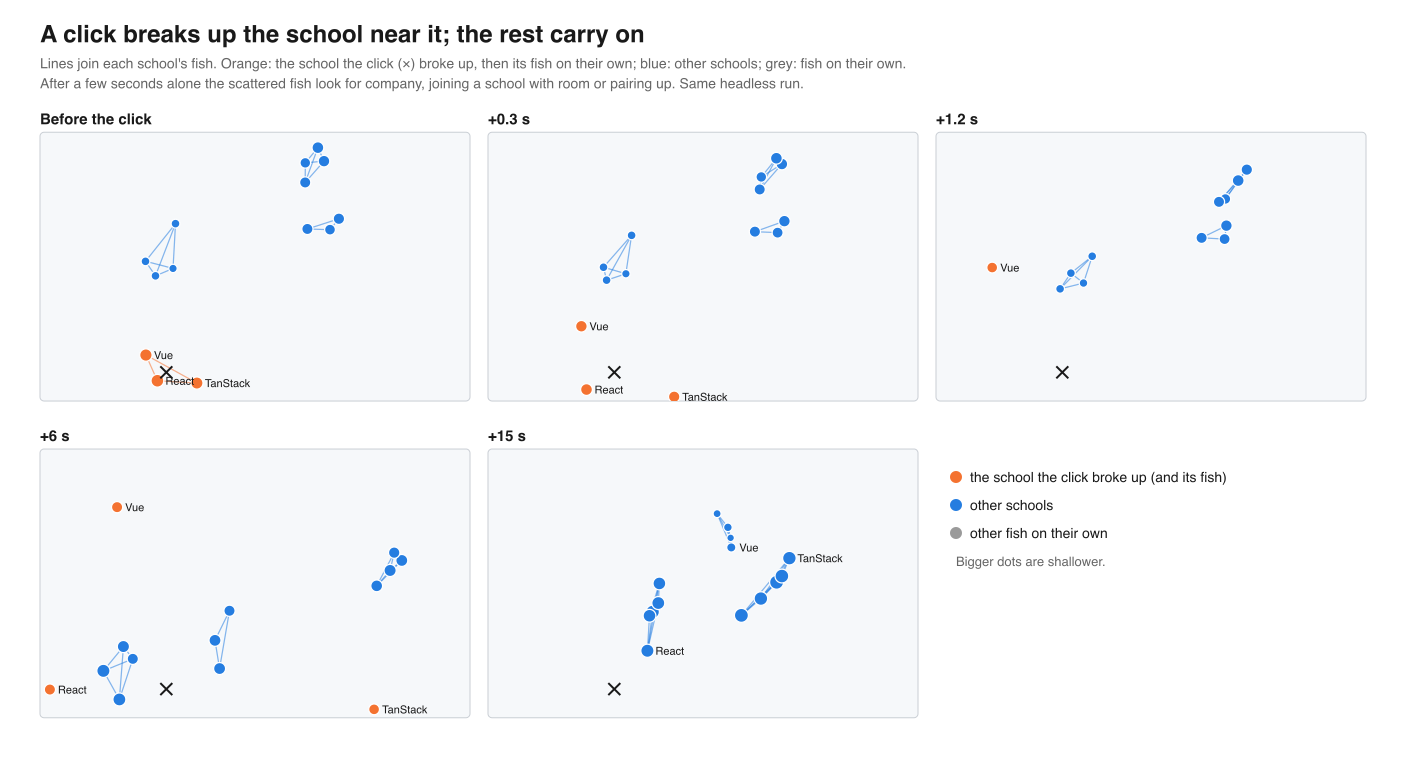 A click breaks up the school near it; the rest carry on
Lines join each school's fish. Orange: the school the click (×) broke up, then its fish on their own; blue: other schools; grey: fish on their own.
After a few seconds alone the scattered fish look for company, joining a school with room or pairing up. Same headless run.
Before the click
Vue
React
TanStack
+0.3 s
Vue
React
TanStack
+1.2 s
Vue
+6 s
Vue
React
TanStack
+15 s
Vue
TanStack
React
the school the click broke up (and its fish)
other schools
other fish on their own
Bigger dots are shallower.